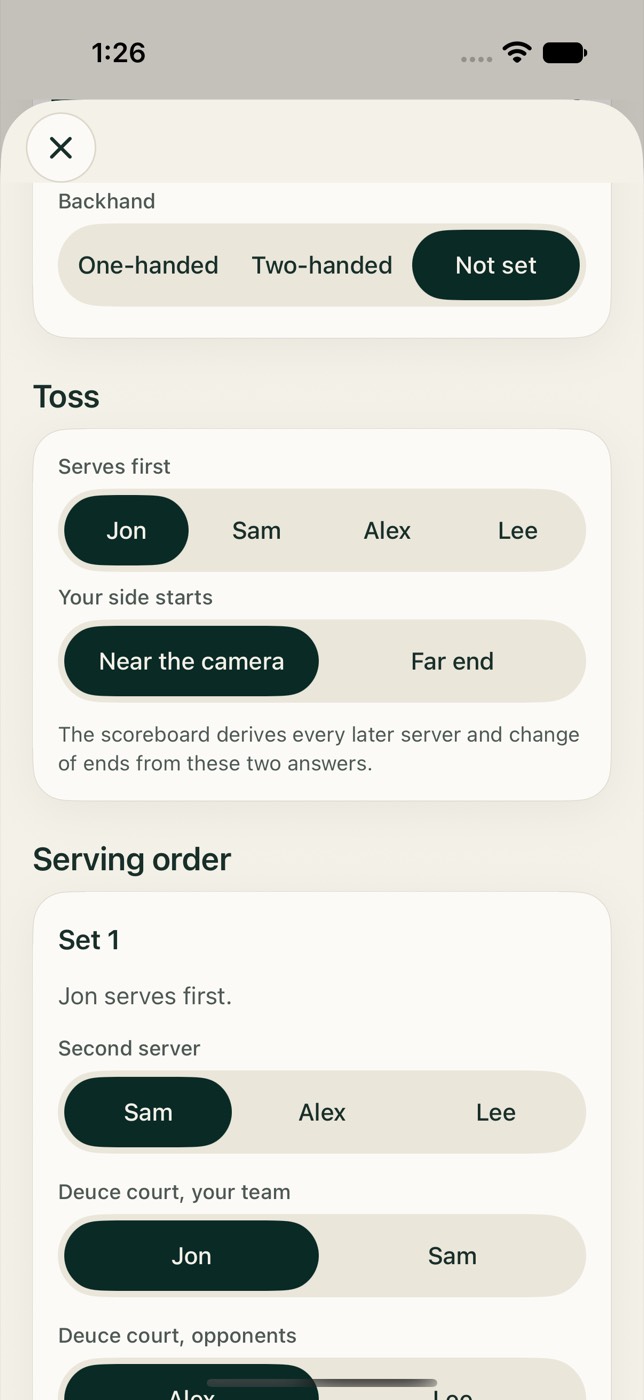 1:26
Backhand
One-handed Two-handed Not set
Toss
Serves first
Jon Sam Alex Lee
Your side starts
Near the camera Far end
The scoreboard derives every later server and change
of ends from these two answers.
Serving order
Set 1
Jon serves first.
Second server
Sam Alex Lee
Deuce court, your team
Jon Sam
Deuce court, opponents
Alex Lee